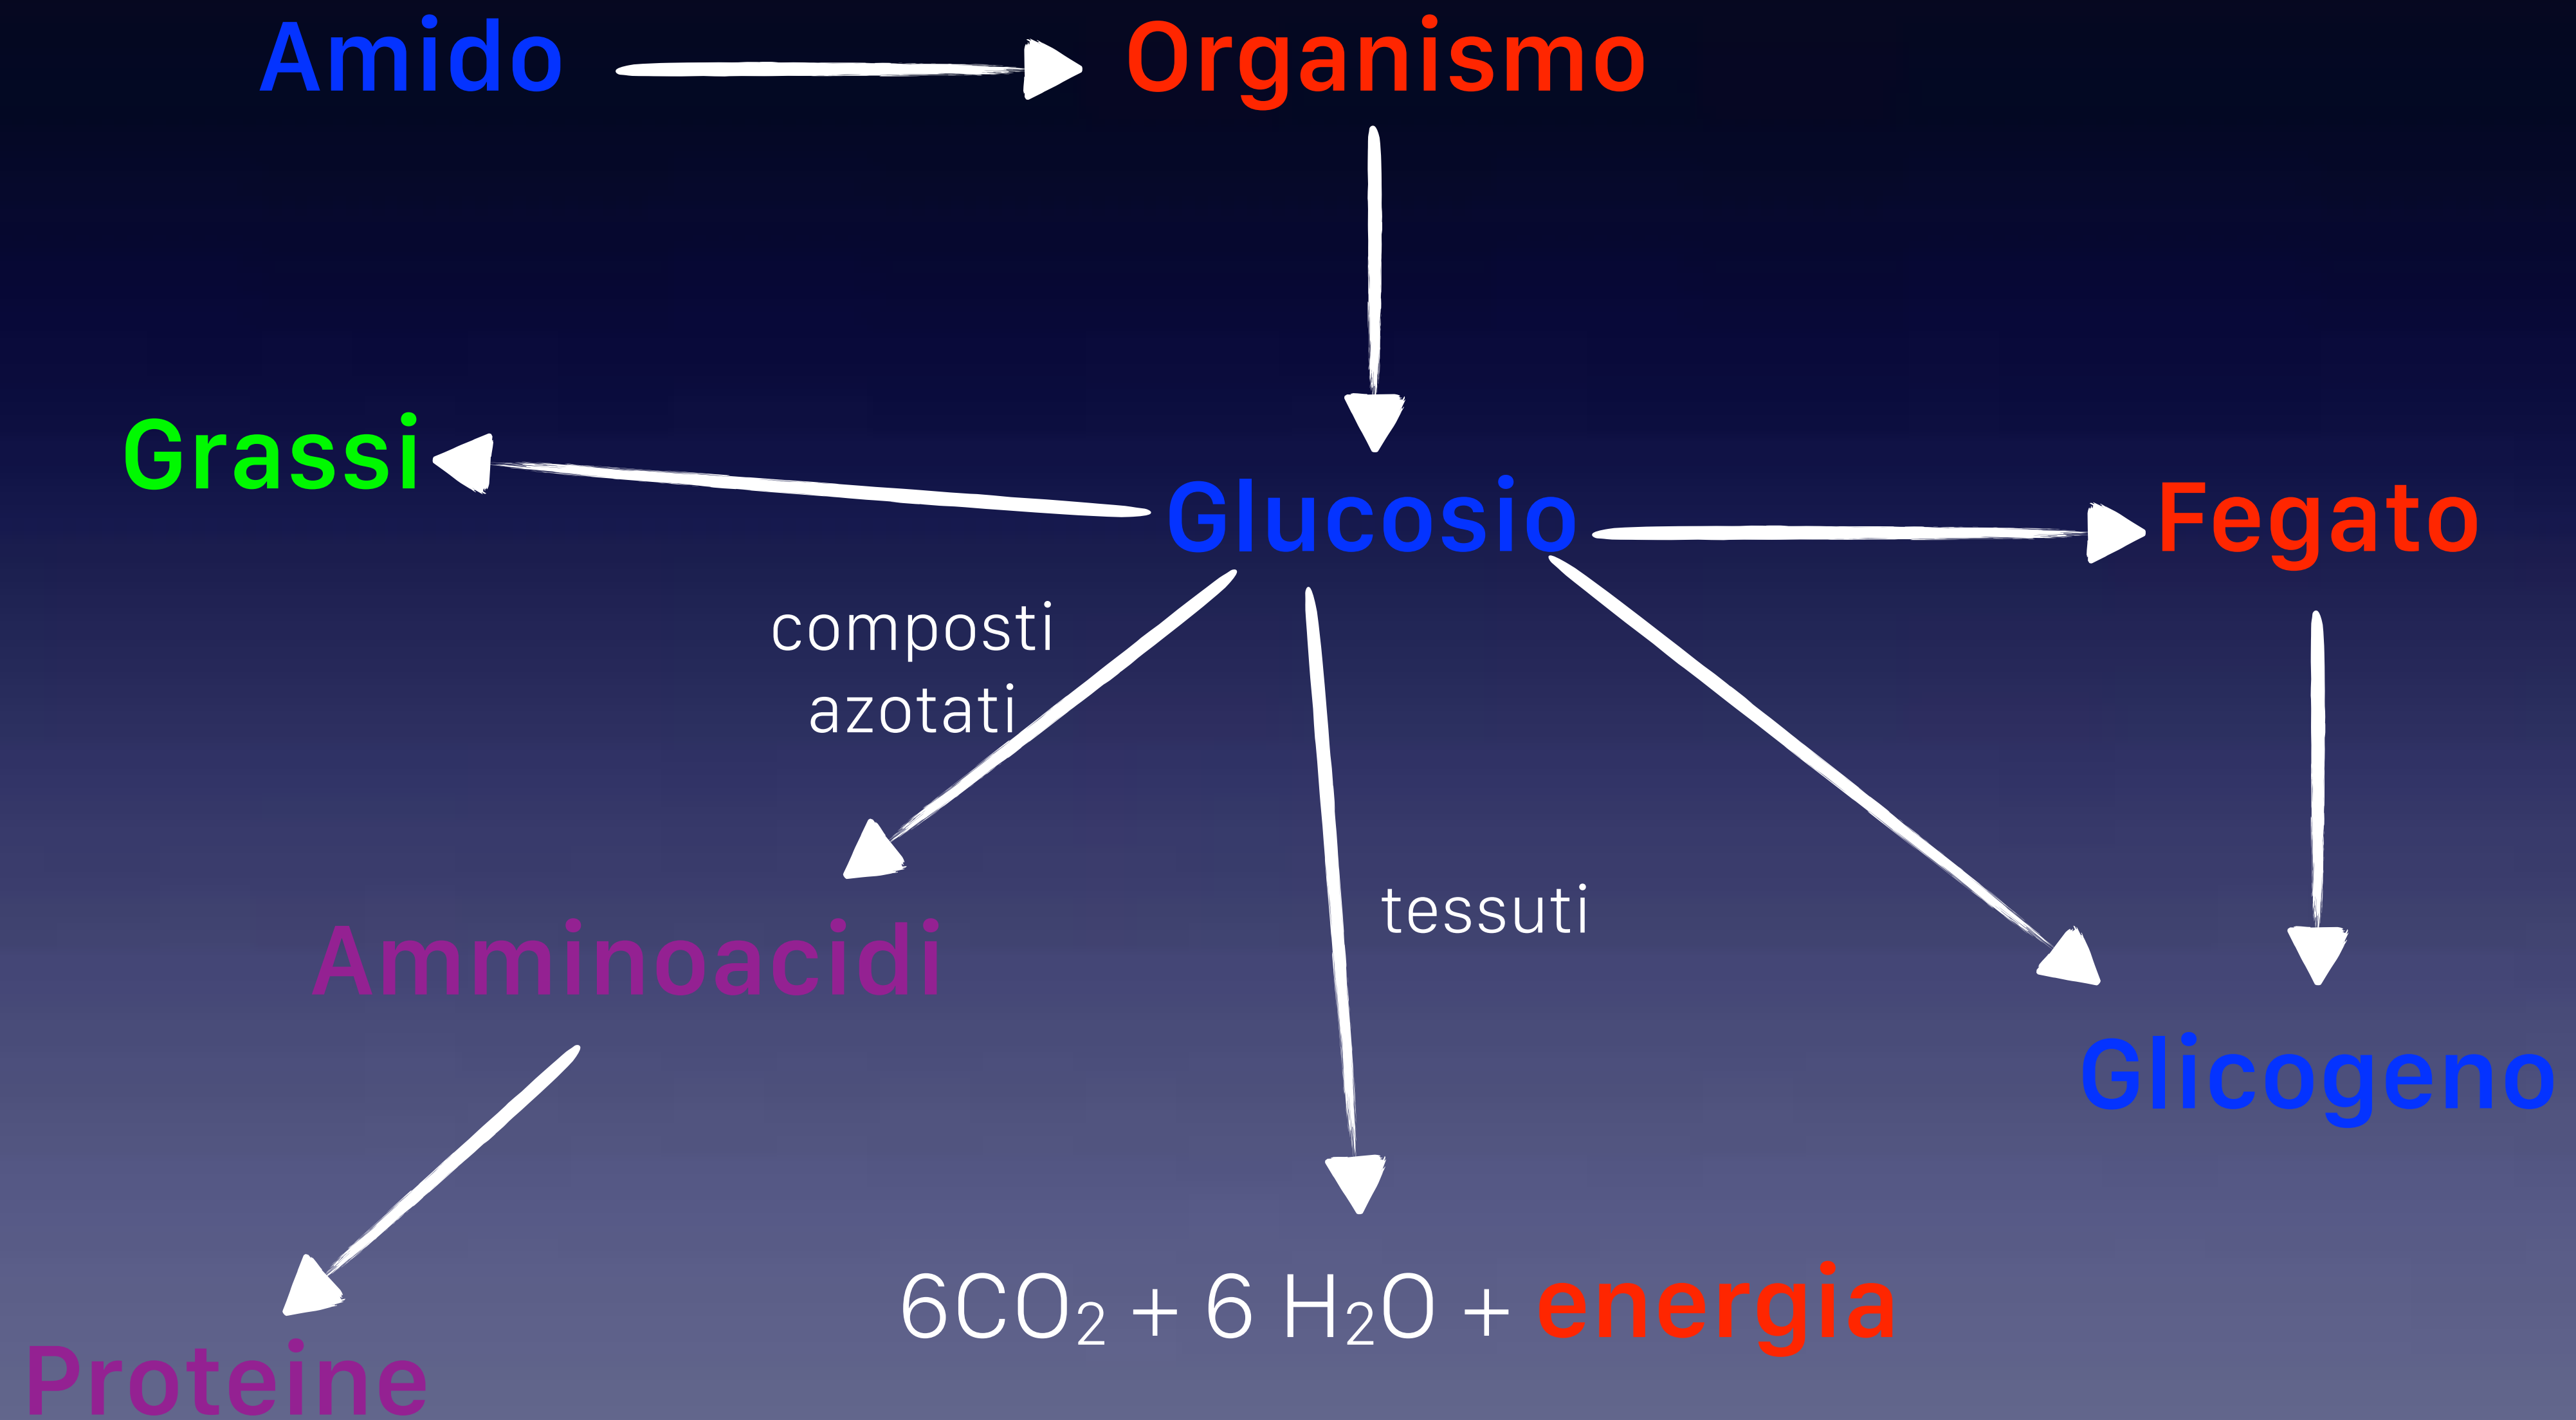 Amido
Organismo
Grassi
Glucosio
Fegato
composti
azotati
tessuti
Amminoacidi
Glicogeno
6CO₂ + 6 H₂O + energia
Proteine